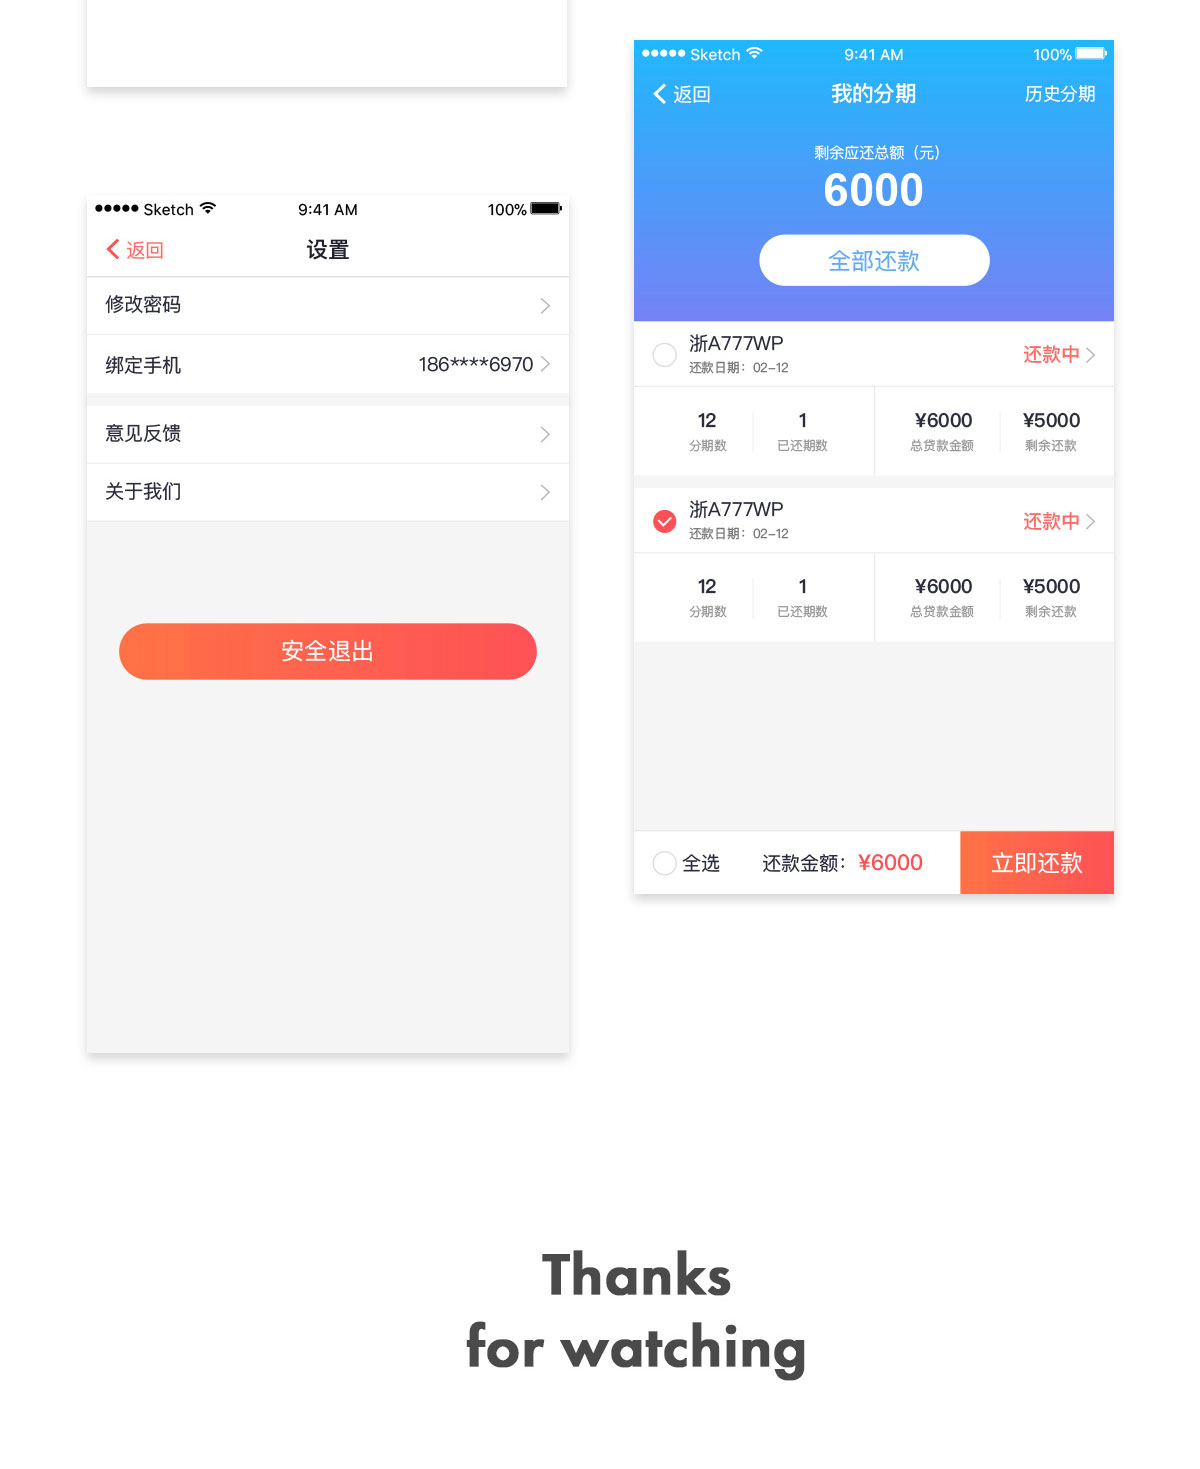 Sketch 9:41 AM 100%
返回 设置
修改密码
绑定手机 186****6970
意见反馈
关于我们
安全退出
Sketch 9:41 AM 100%
返回 我的分期 历史分期
剩余应还总额（元）
6000
全部还款
浙A777WP
还款日期：02-12
还款中
12 1 ¥6000 ¥5000
分期数 已还期数 总贷款金额 剩余还款
浙A777WP
还款日期：02-12
还款中
12 1 ¥6000 ¥5000
分期数 已还期数 总贷款金额 剩余还款
全选 还款金额：¥6000 立即还款
Thanks
for watching